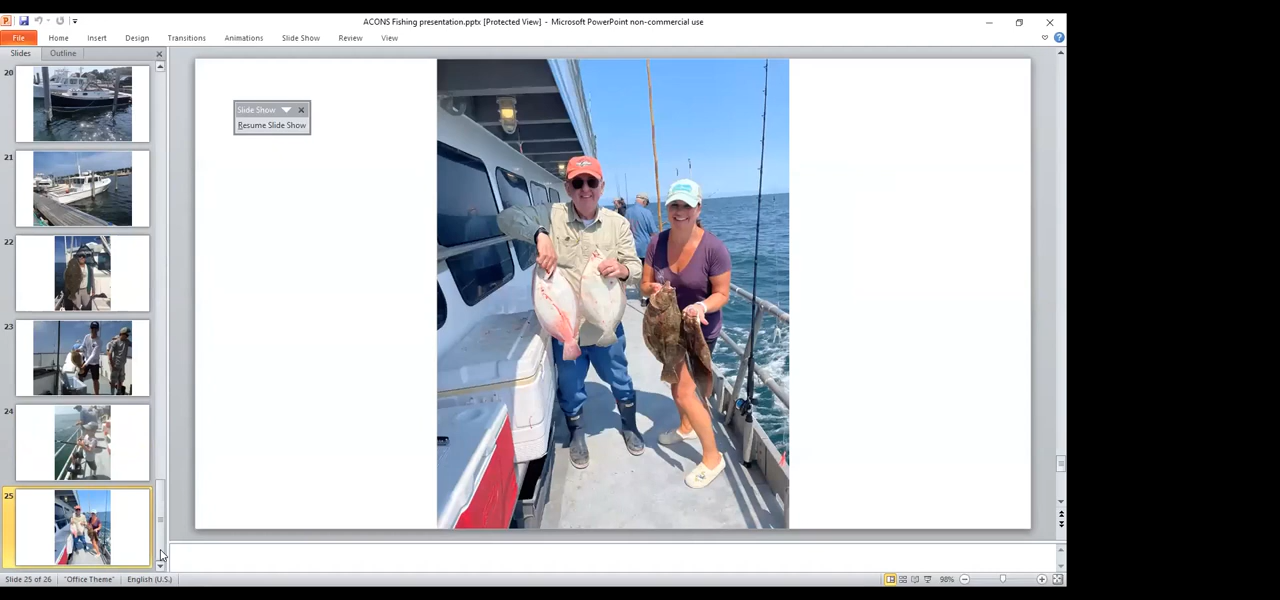 ACONS Fishing presentation.pptx [Protected View] - Microsoft PowerPoint non-commercial use
File Home Insert Design Transitions Animations Slide Show Review View
Slides Outline
20
21
22
23
24
25
Slide Show
Resume Slide Show
Slide 25 of 26 "Office Theme" English (U.S.) 98%